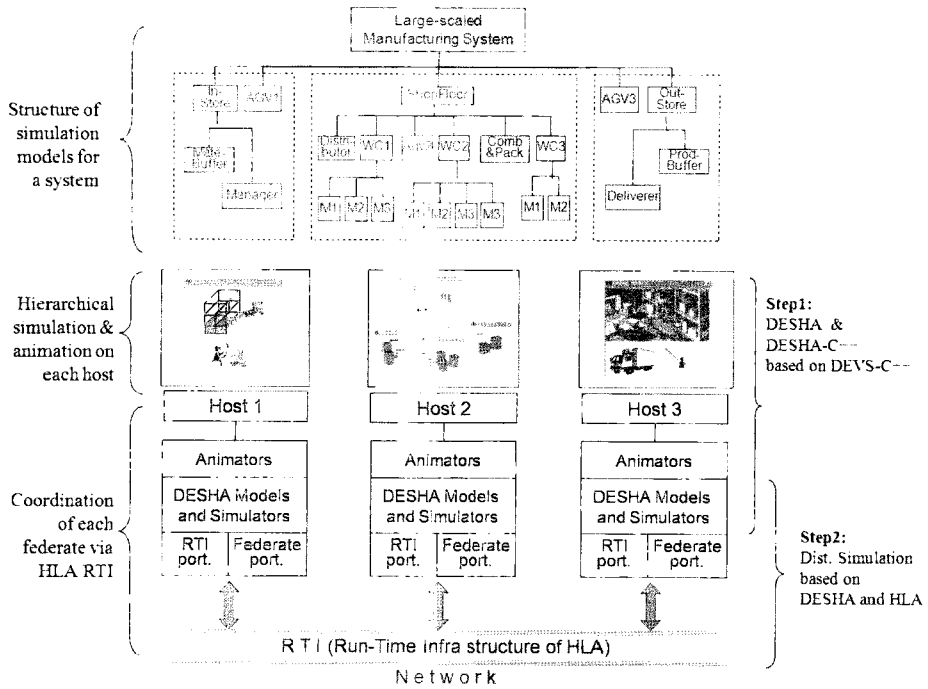 Large-scaled
Manufacturing System
Structure of
simulation
models for
a system
In-
Store
AGV1
AGV3
Out-
Store
Mate-
Buffer
Manager
Distri-
butor
WC1
WC2
Comb
&Pack
WC3
M1 M2 M3
M1 M2 M3 M3
M1 M2
Prod-
Buffer
Deliverer
Hierarchical
simulation &
animation on
each host
Host 1
Host 2
Host 3
Step1:
DESHA &
DESHA-C
based on DEVS-C
Coordination
of each
federate via
HLA RTI
Animators
DESHA Models
and Simulators
RTI
port.
Federate
port.
Animators
DESHA Models
and Simulators
RTI
port.
Federate
port.
Animators
DESHA Models
and Simulators
RTI
port.
Federate
port.
Step2:
Dist. Simulation
based on
DESHA and HLA
R T I (Run-Time Infra structure of HLA)
Network